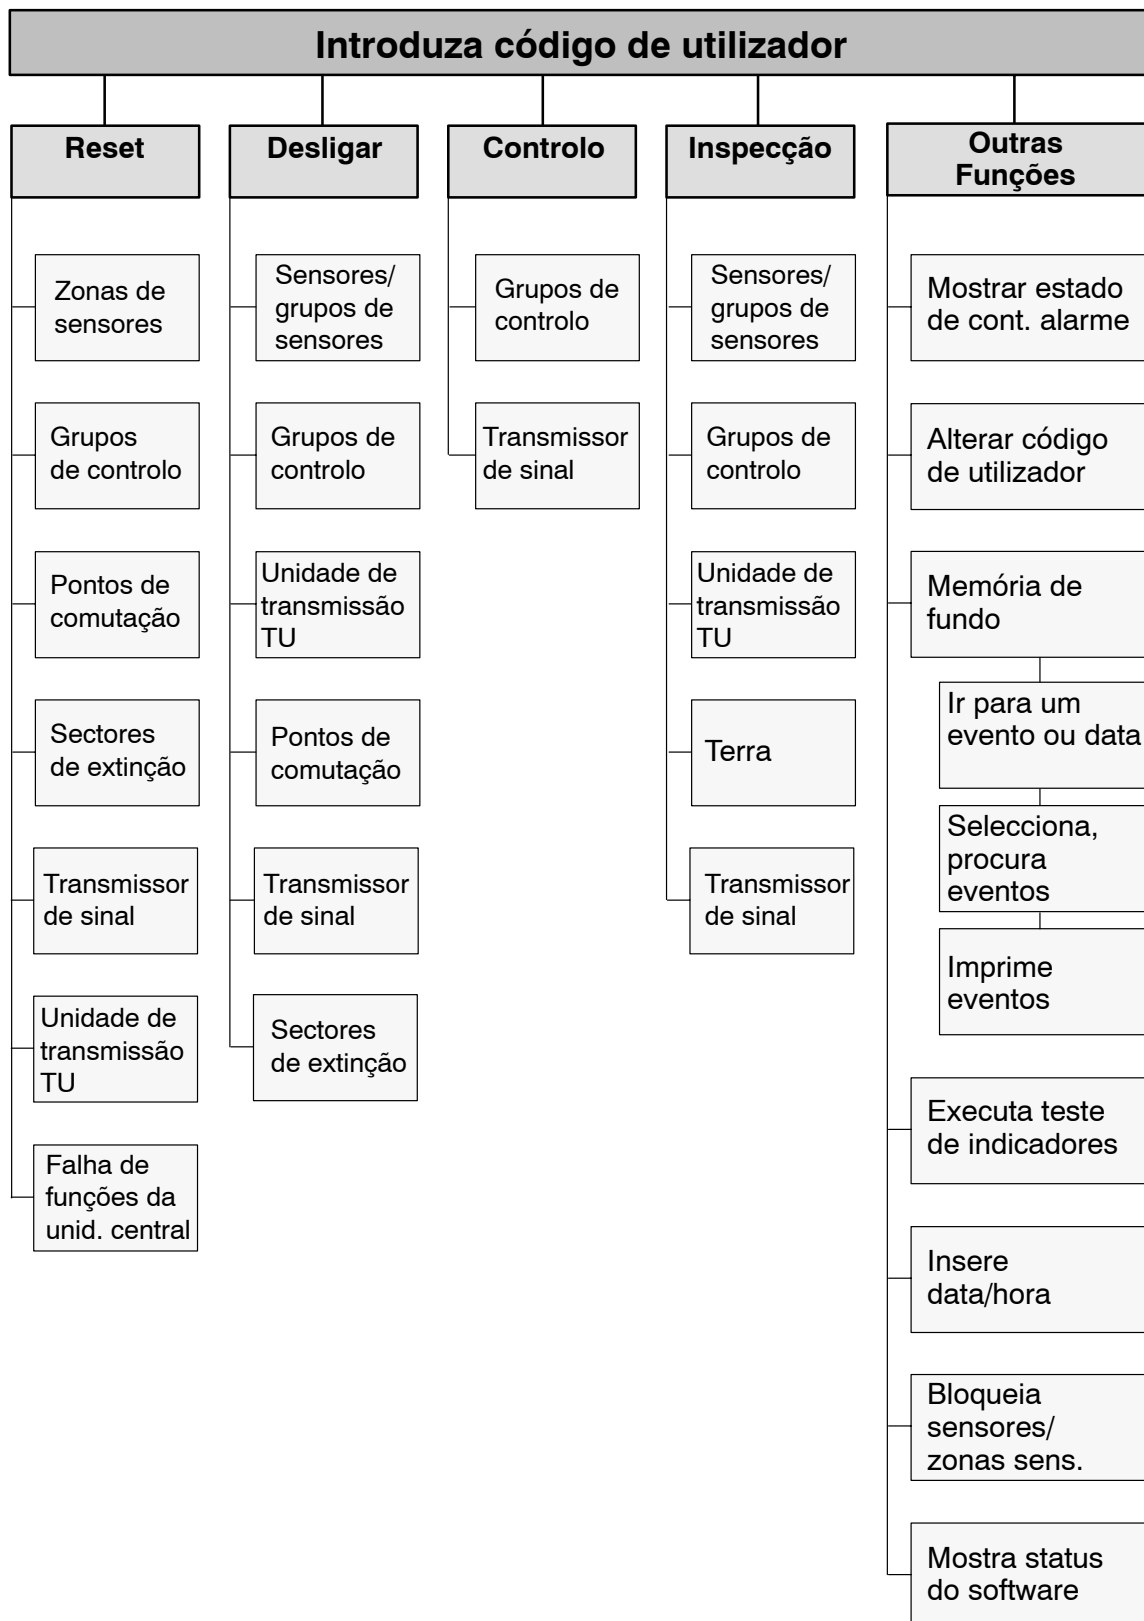 Introduza código de utilizador
Reset
Zonas de
sensores
Grupos
de controlo
Pontos de
comutação
Sectores
de extinção
Transmissor
de sinal
Unidade de
transmissão
TU
Falha de
funções da
unid. central
Desligar
Sensores/
grupos de
sensores
Grupos de
controlo
Unidade de
transmissão
TU
Pontos de
comutação
Transmissor
de sinal
Sectores
de extinção
Controlo
Grupos de
controlo
Transmissor
de sinal
Inspecção
Sensores/
grupos de
sensores
Grupos de
controlo
Unidade de
transmissão
TU
Terra
Transmissor
de sinal
Outras
Funções
Mostrar estado
de cont. alarme
Alterar código
de utilizador
Memória de
fundo
Ir para um
evento ou data
Selecciona,
procura
eventos
Imprime
eventos
Executa teste
de indicadores
Insere
data/hora
Bloqueia
sensores/
zonas sens.
Mostra status
do software